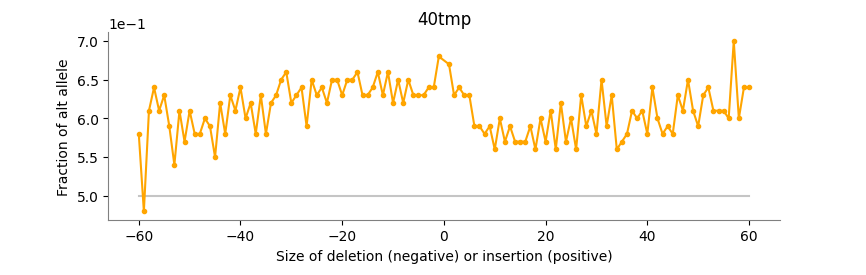 40tmp
1e−1
7.0
6.5
6.0
5.5
5.0
Fraction of alt allele
−60 −40 −20 0 20 40 60
Size of deletion (negative) or insertion (positive)